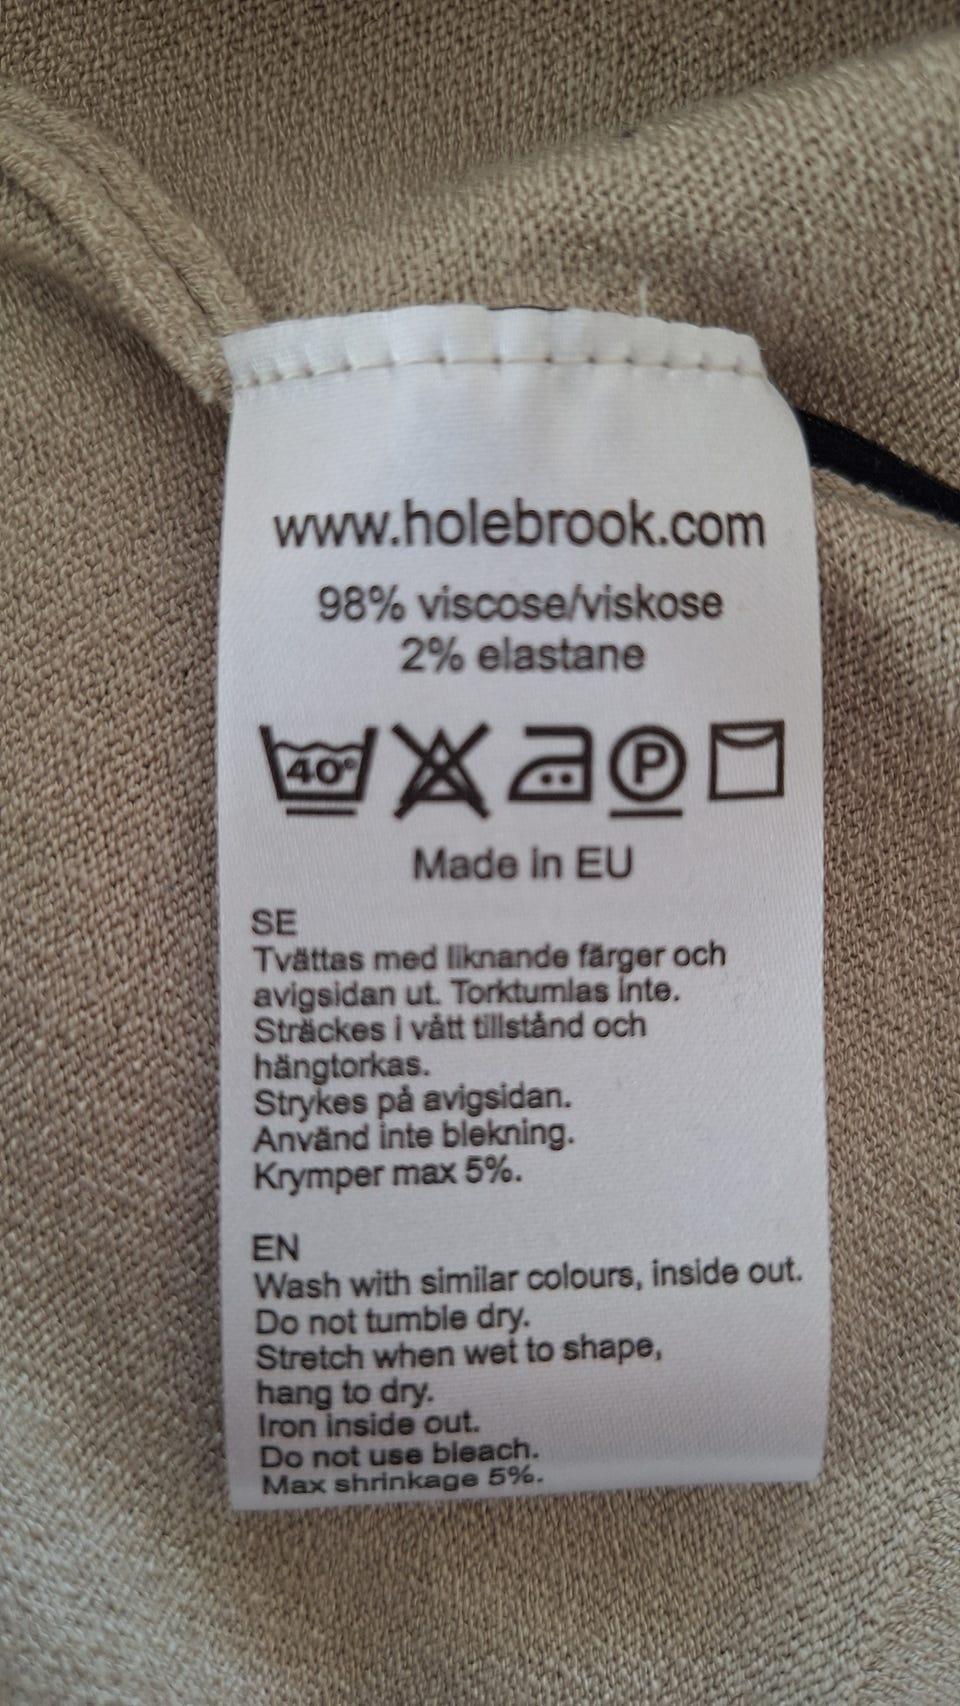 www.holebrook.com
98% viscose/viskose
2% elastane
40°
P
Made in EU
SE
Tvättas med liknande färger och
avigsidan ut. Torktumlas inte.
Sträckes i vått tillstånd och
hängtorkas.
Strykes på avigsidan.
Använd inte blekning.
Krymper max 5%.
EN
Wash with similar colours, inside out.
Do not tumble dry.
Stretch when wet to shape,
hang to dry.
Iron inside out.
Do not use bleach.
Max shrinkage 5%.